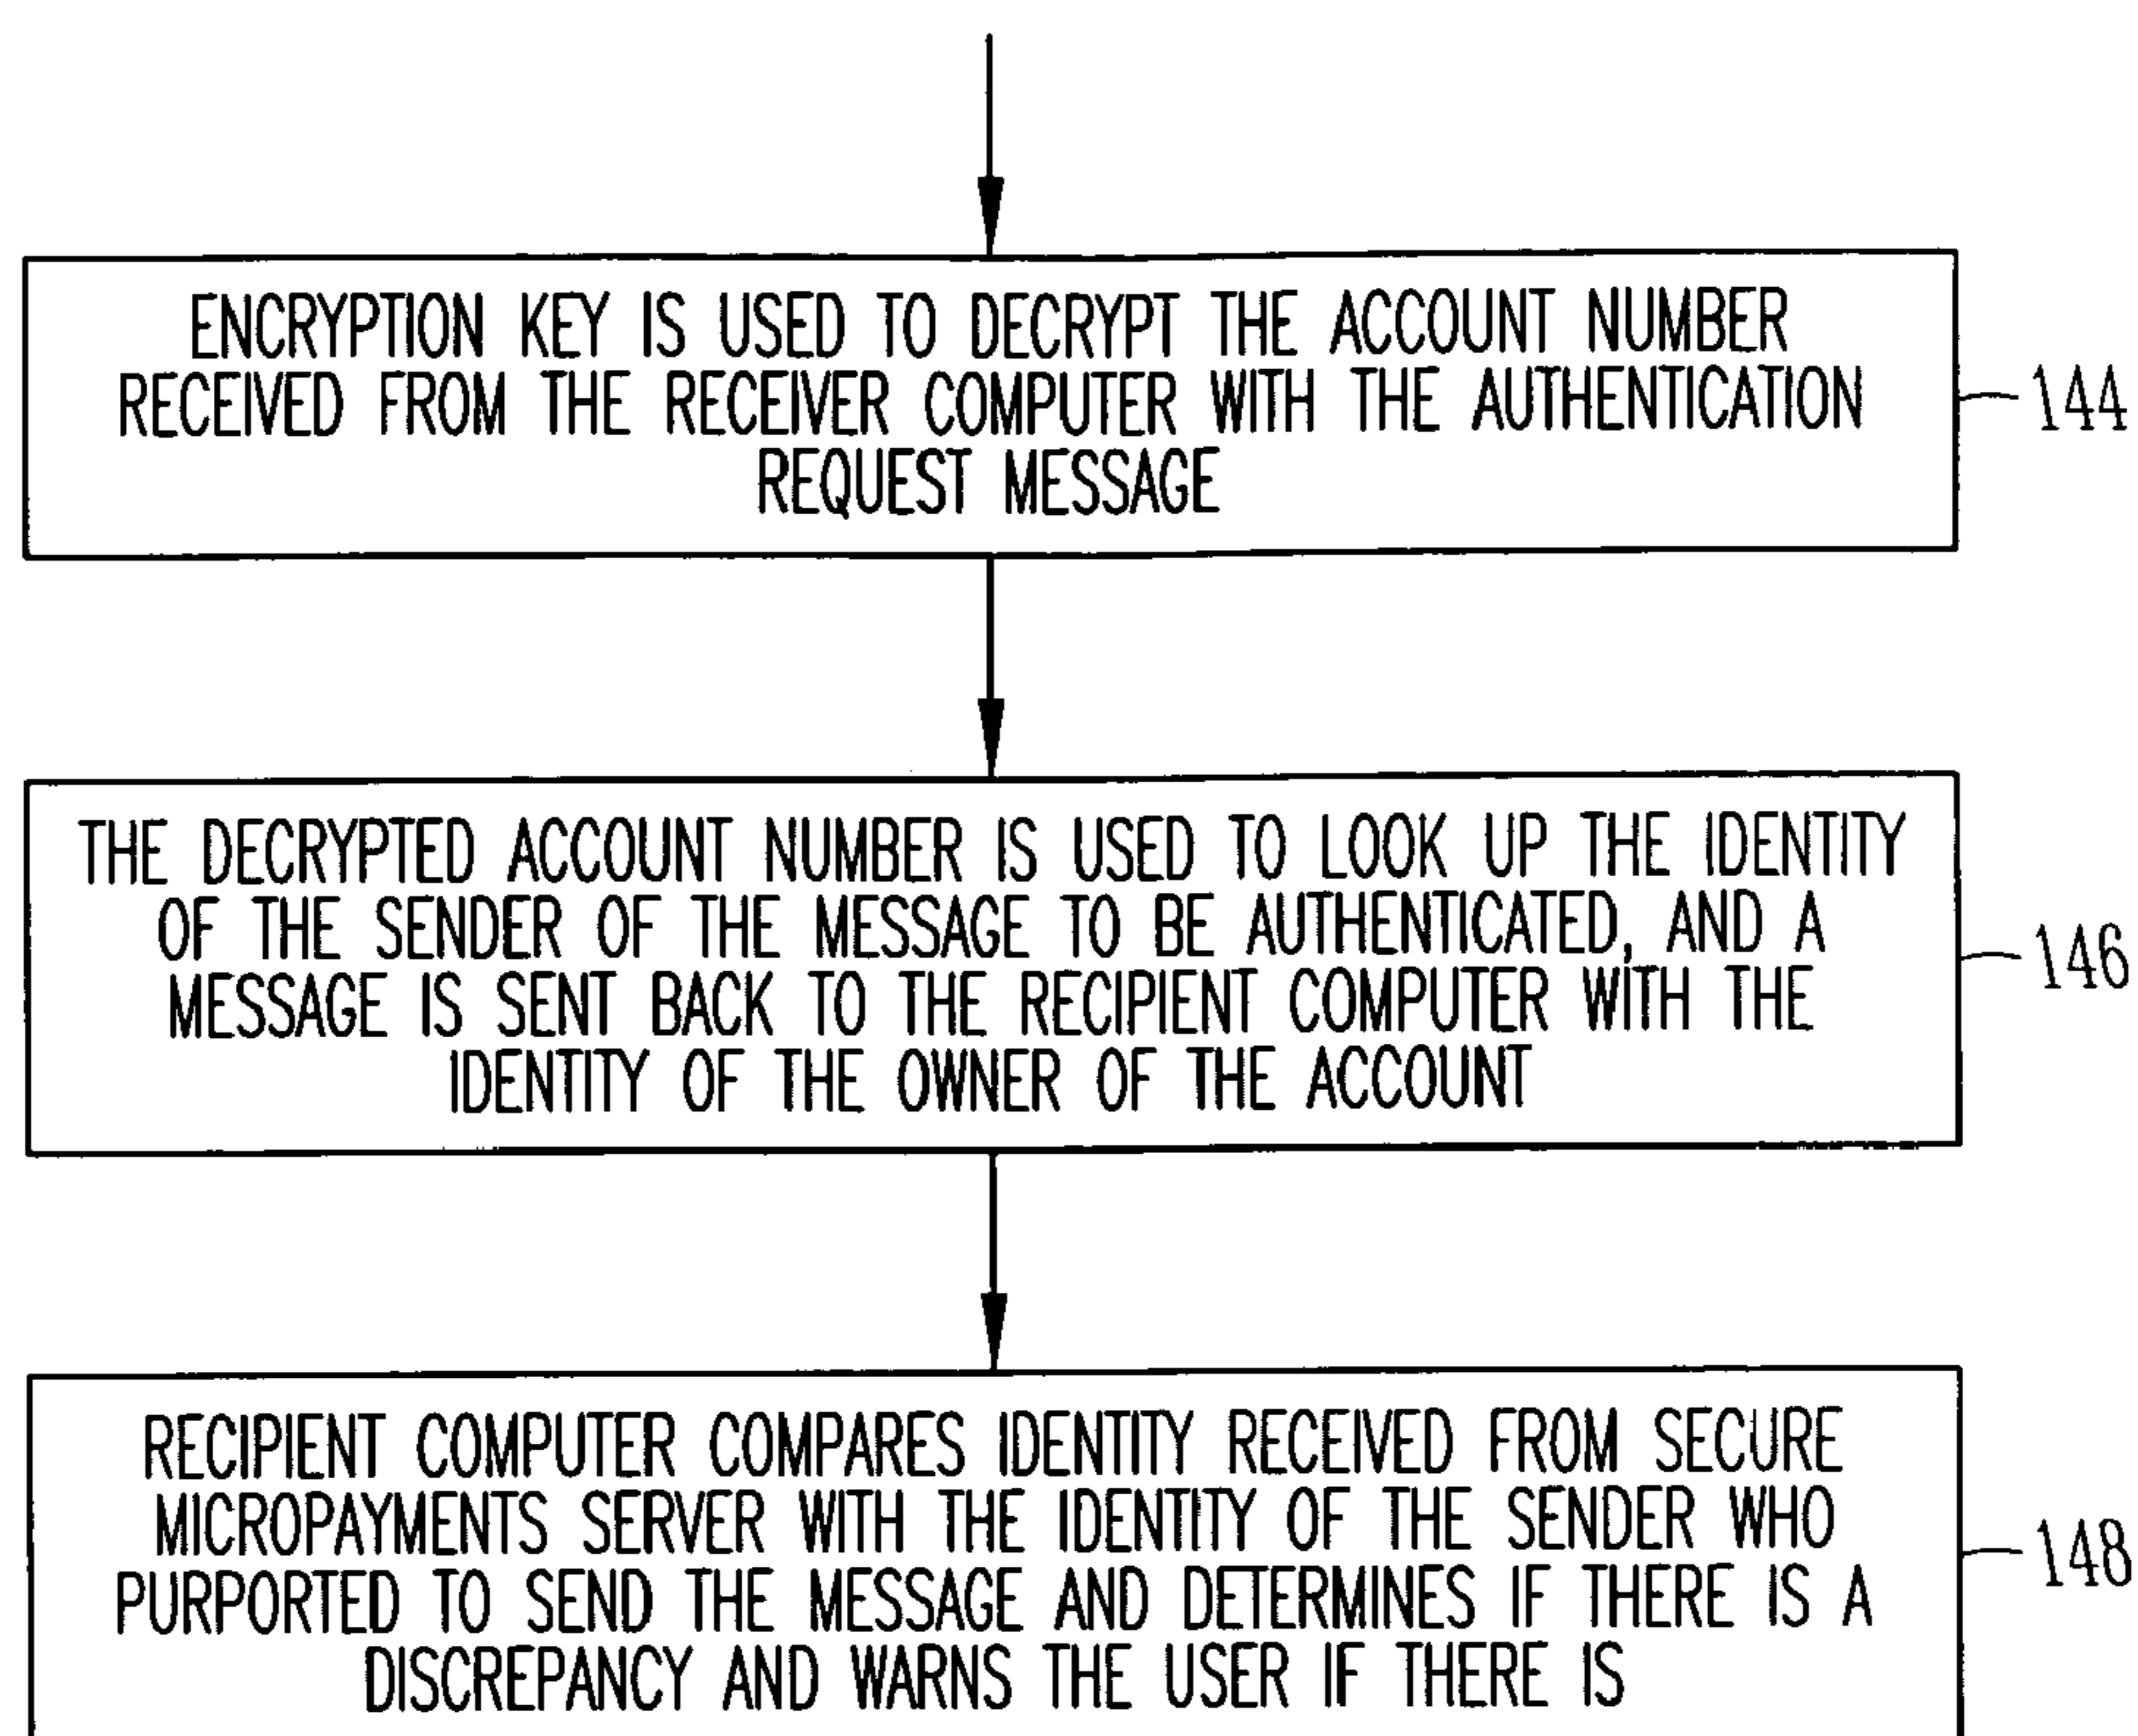 ENCRYPTION KEY IS USED TO DECRYPT THE ACCOUNT NUMBER
RECEIVED FROM THE RECEIVER COMPUTER WITH THE AUTHENTICATION
REQUEST MESSAGE
144
THE DECRYPTED ACCOUNT NUMBER IS USED TO LOOK UP THE IDENTITY
OF THE SENDER OF THE MESSAGE TO BE AUTHENTICATED, AND A
MESSAGE IS SENT BACK TO THE RECIPIENT COMPUTER WITH THE
IDENTITY OF THE OWNER OF THE ACCOUNT
146
RECIPIENT COMPUTER COMPARES IDENTITY RECEIVED FROM SECURE
MICROPAYMENTS SERVER WITH THE IDENTITY OF THE SENDER WHO
PURPORTED TO SEND THE MESSAGE AND DETERMINES IF THERE IS A
DISCREPANCY AND WARNS THE USER IF THERE IS
148